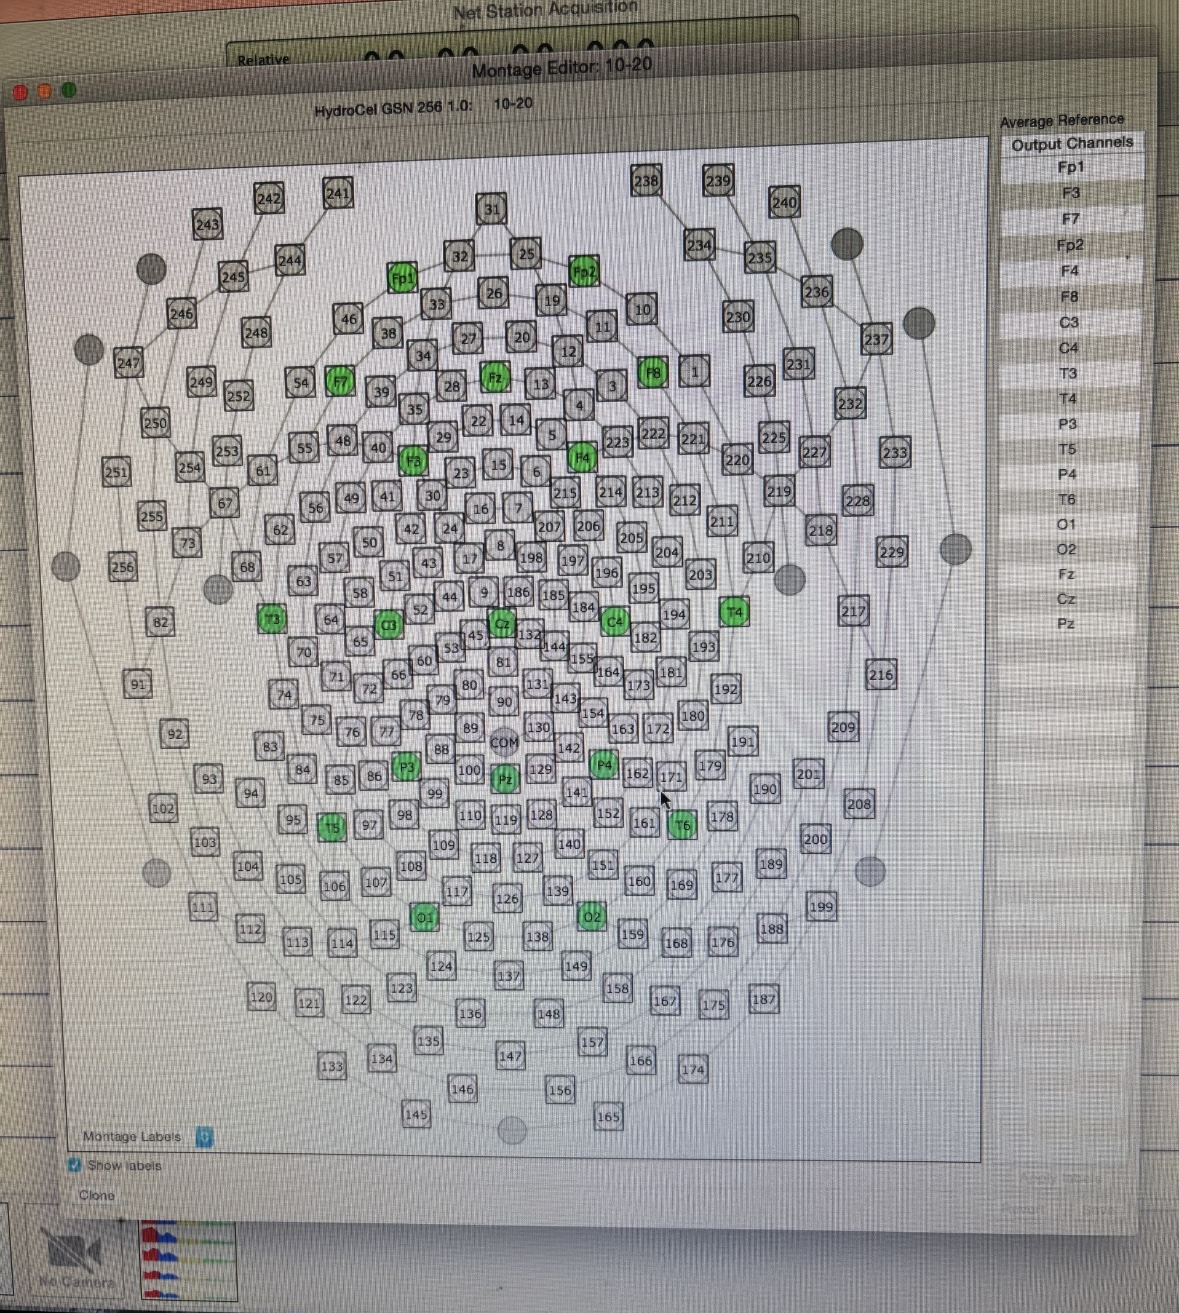 Net Station Acquisition
Relative
Montage Editor: 10-20
HydroCel GSN 256 1.0: 10-20
Average Reference
Output Channels
Fp1
F3
F7
Fp2
F4
F8
C3
C4
T3
T4
P3
T5
P4
T6
O1
O2
Fz
Cz
Pz
238 239
242 241
243 31 240
234
32 25 235
245 244
Fp1 Fp2
26 236
246 33 19 10
46 11 230
248 38 27 20 237
247 34 12 231
249 54 F7 39 28 Fz 13 3 F8 1 226
252 35 4 232
250 22 14
253 55 48 40 29 5 223 222 221 225 227 233
251 254 61 F3 23 15 6 F4 220
67 56 49 41 30 16 7 215 214 213 212 219 228
255 62 42 24 207 206 211 218
73 50 8 205 229
256 68 57 43 17 198 197 204 210
63 51 196 203
58 44 9 186 185 195
82 T3 64 C3 52 Cz 184 C4 194 T4 217
65 45 132 182
70 60 53 144 155 193
71 66 81 164 181 216
91 74 72 79 80 131 173 192
75 78 90 143 154 180
92 76 77 89 130 163 172 209
83 88 COM 142 191
93 84 85 86 P3 100 Pz 129 P4 162 171 179 201
94 99 141 190
102 95 T5 97 98 110 119 128 152 161 T6 178 208
103 109 140 200
104 108 118 127 151 189
105 106 107 117 139 160 169 177
111 126 199
112 O1 O2 188
113 114 115 125 138 159 168 176
124 137 149
120 121 122 123 158 167 175 187
136 148
135 157
133 134 147 166 174
146 156
145 165
Montage Labels
Show labels
Clone
No Camera